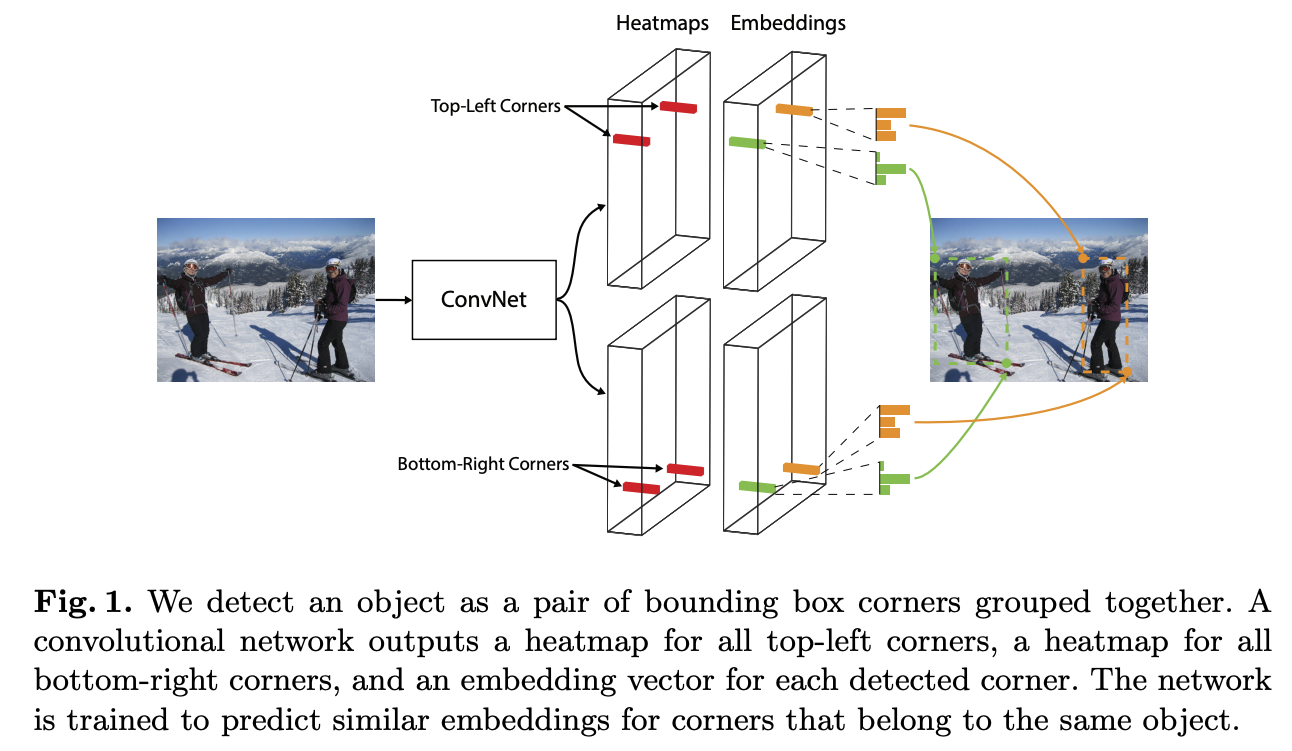 Heatmaps Embeddings
Top-Left Corners
ConvNet
Bottom-Right Corners
Fig. 1. We detect an object as a pair of bounding box corners grouped together. A
convolutional network outputs a heatmap for all top-left corners, a heatmap for all
bottom-right corners, and an embedding vector for each detected corner. The network
is trained to predict similar embeddings for corners that belong to the same object.